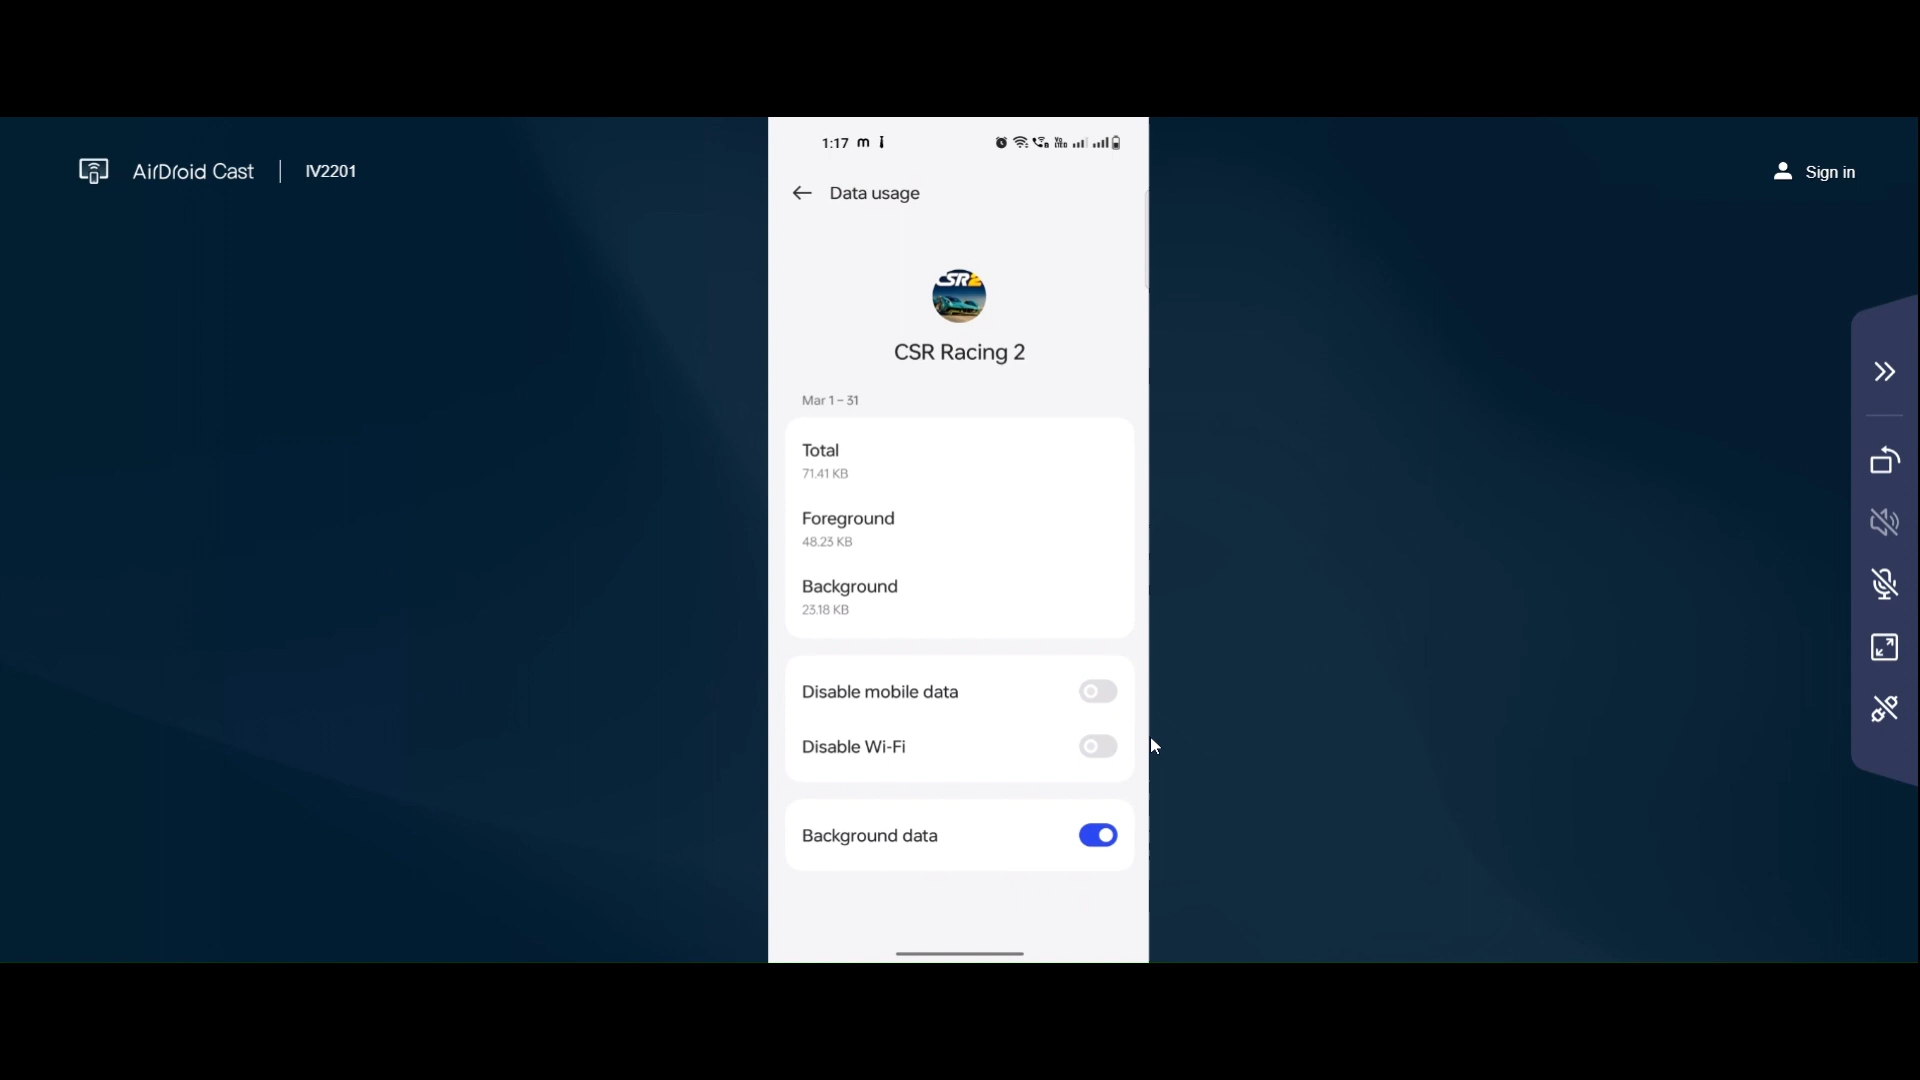 1:17 m
AirDroid Cast | IV2201
Sign in
Data usage
CSR2
CSR Racing 2
Mar 1 - 31
Total
71.41 KB
Foreground
48.23 KB
Background
23.18 KB
Disable mobile data
Disable Wi-Fi
Background data